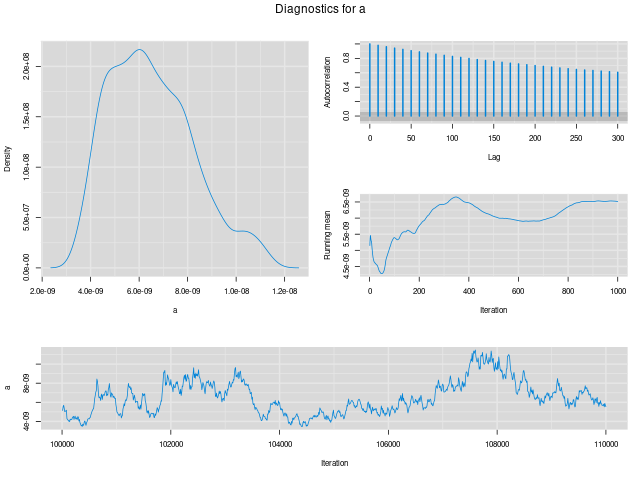 Diagnostics for a
Density
0.0e+00
5.0e+07
1.0e+08
1.5e+08
2.0e+08
2.0e-09
4.0e-09
6.0e-09
8.0e-09
1.0e-08
1.2e-08
a
Autocorrelation
0.0
0.4
0.8
0
50
100
150
200
250
300
Lag
Running mean
4.5e-09
5.5e-09
6.5e-09
0
200
400
600
800
1000
Iteration
a
4e-09
8e-09
100000
102000
104000
106000
108000
110000
Iteration